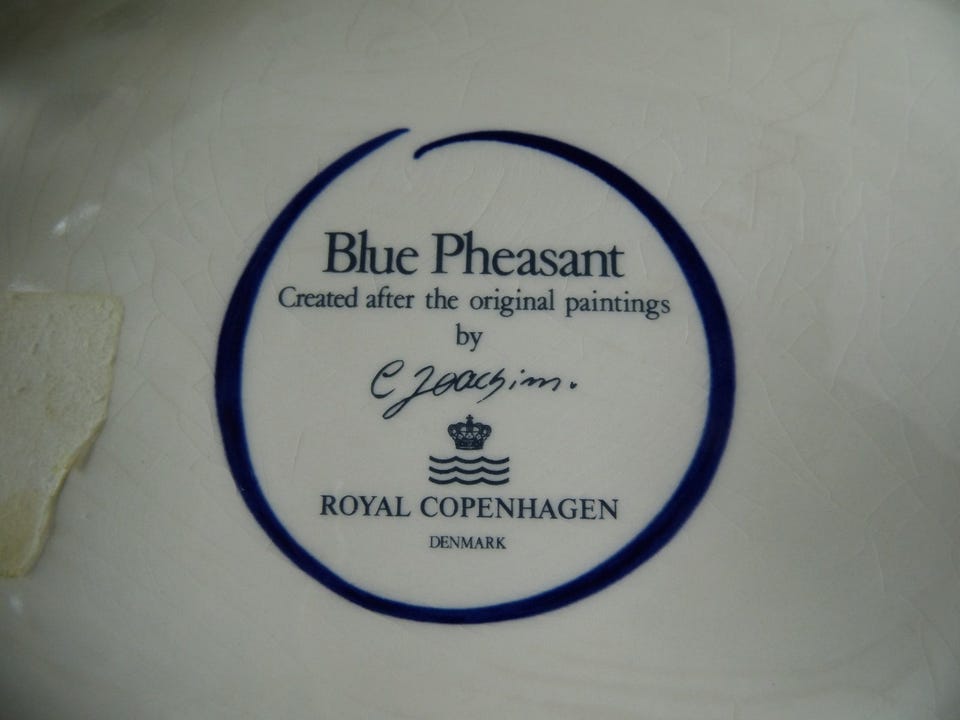 Blue Pheasant
Created after the original paintings
by
C Joachim.
ROYAL COPENHAGEN
DENMARK